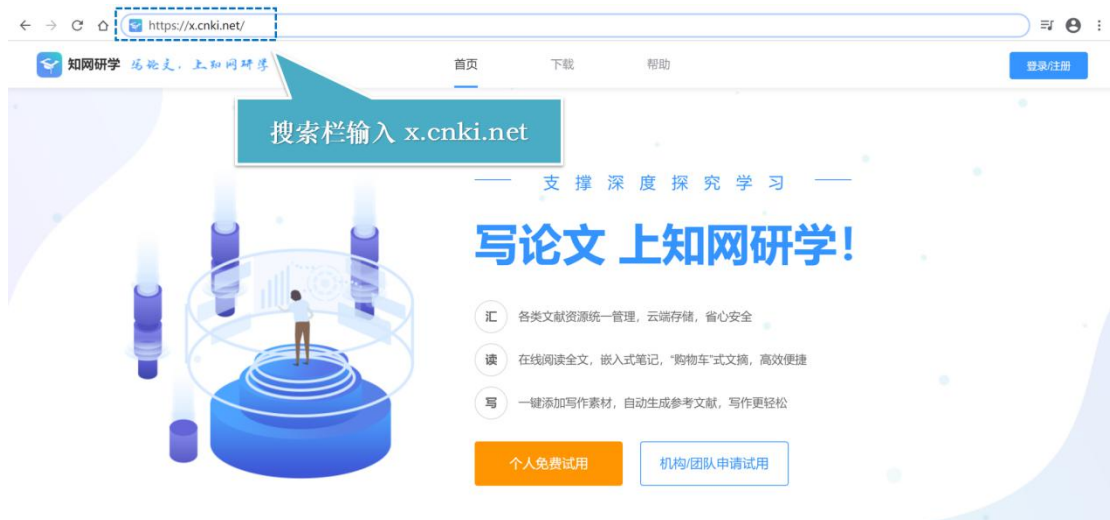 https://x.cnki.net/
知网研学 写论文，上知网研学
首页 下载 帮助
登录/注册
搜索栏输入 x.cnki.net
支撑深度探究学习
写论文 上知网研学！
汇 各类文献资源统一管理，云端存储，省心安全
读 在线阅读全文，嵌入式笔记，“购物车”式文摘，高效便捷
写 一键添加写作素材，自动生成参考文献，写作更轻松
个人免费试用 机构/团队申请试用